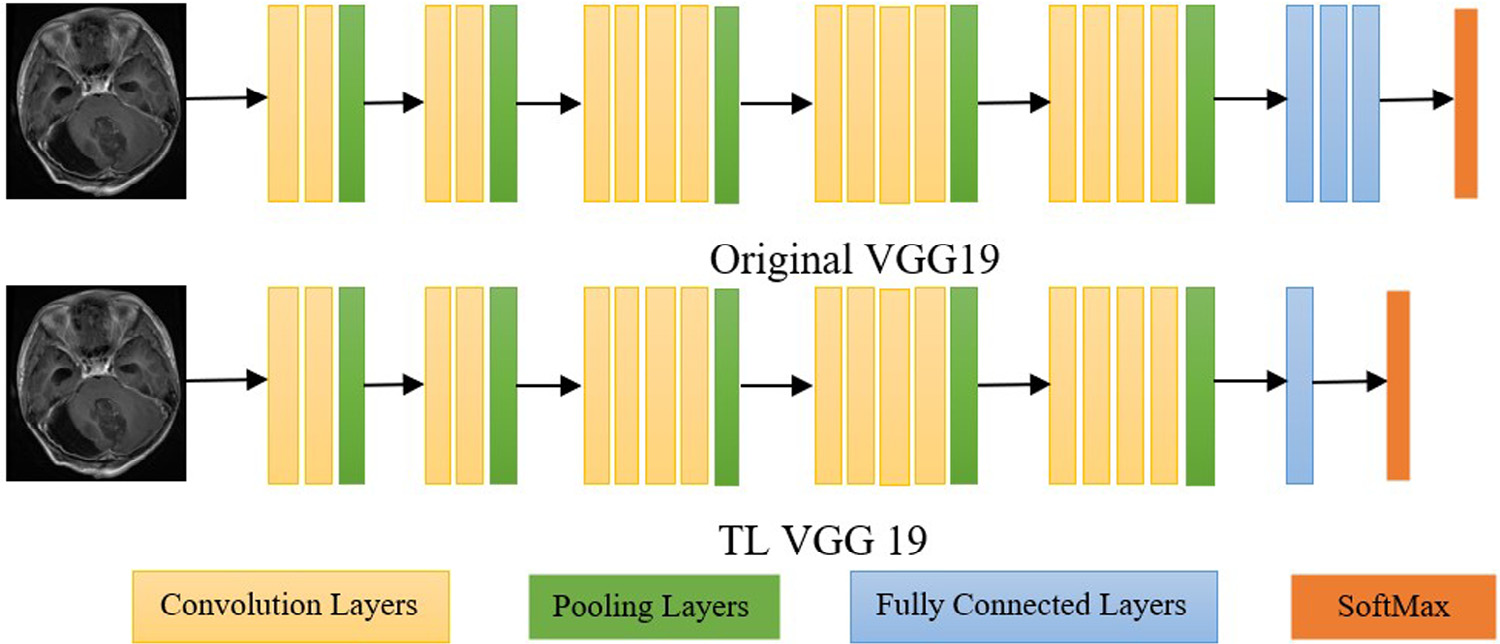 Original VGG19
TL VGG 19
Convolution Layers
Pooling Layers
Fully Connected Layers
SoftMax